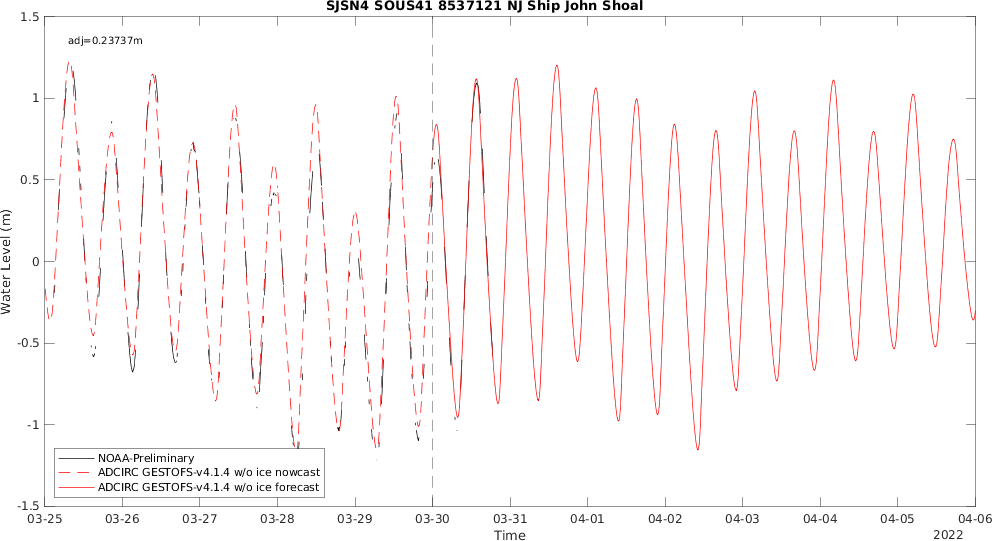 SJSN4 SOUS41 8537121 NJ Ship John Shoal
1.5
adj=0.23737m
1
0.5
0
-0.5
-1
-1.5
Water Level (m)
NOAA-Preliminary
ADCIRC GESTOFS-v4.1.4 w/o ice nowcast
ADCIRC GESTOFS-v4.1.4 w/o ice forecast
03-25 03-26 03-27 03-28 03-29 03-30 03-31 04-01 04-02 04-03 04-04 04-05 04-06
Time
2022